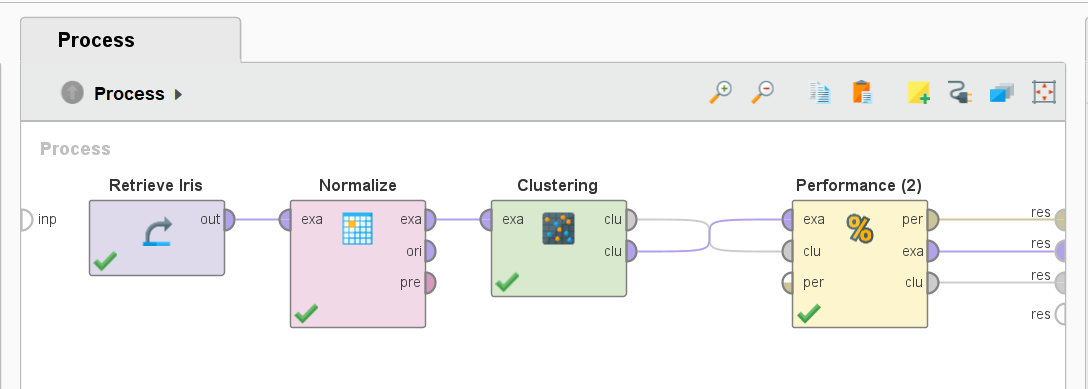 Process
Process
Process
Retrieve Iris
Normalize
Clustering
Performance (2)
inp
out
exa
exa
ori
pre
exa
clu
clu
exa
clu
per
per
exa
clu
res
res
res
res